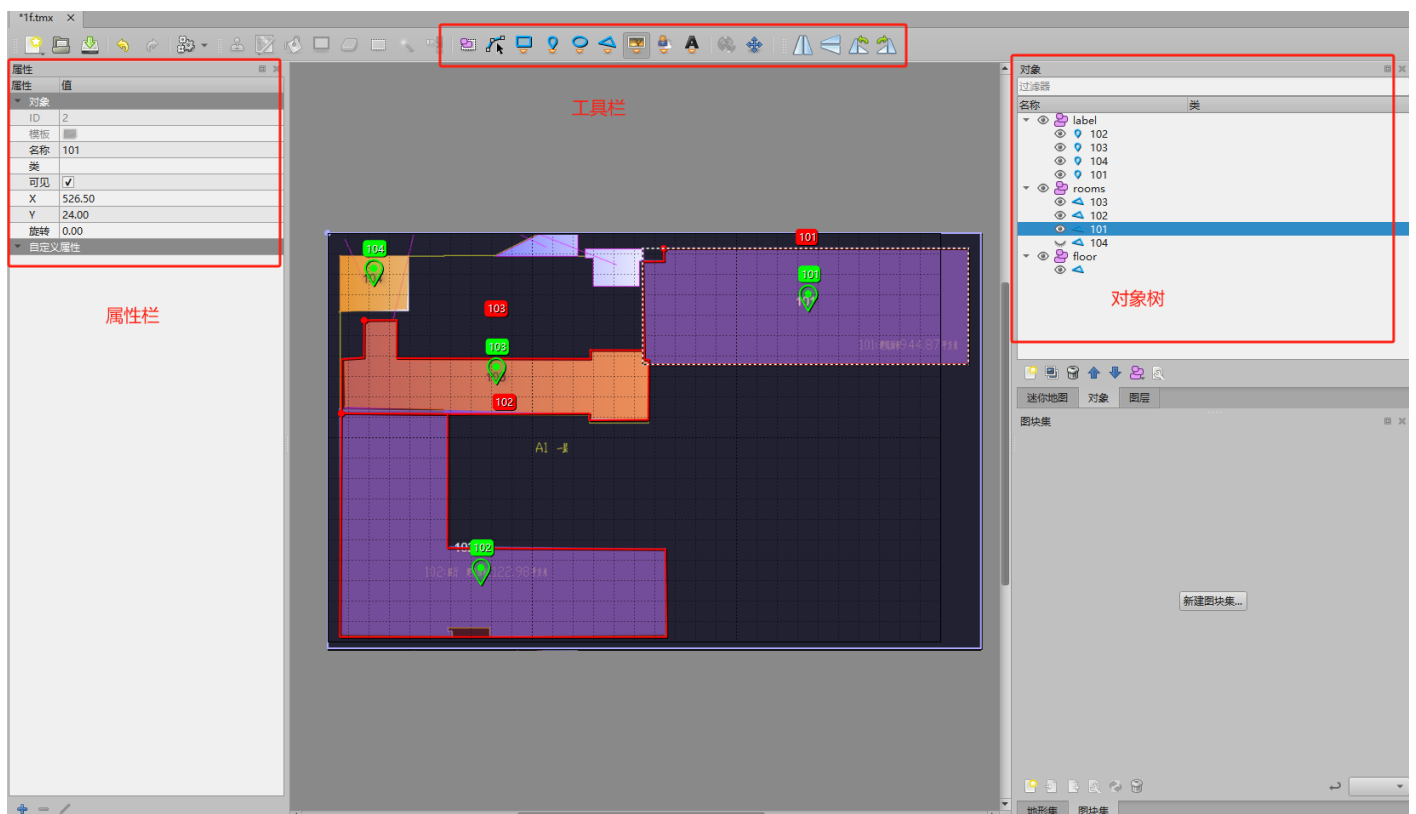 *1f.tmx
属性
属性 值
对象
ID 2
模板
名称 101
类
可见
X 526.50
Y 24.00
旋转 0.00
自定义属性
属性栏
工具栏
101
104
101
103
103
102
A1
102
对象
过滤器
名称 类
label
102
103
104
101
rooms
103
102
101
104
floor
对象树
迷你地图 对象 图层
图块集
新建图块集...
地形集 图块集